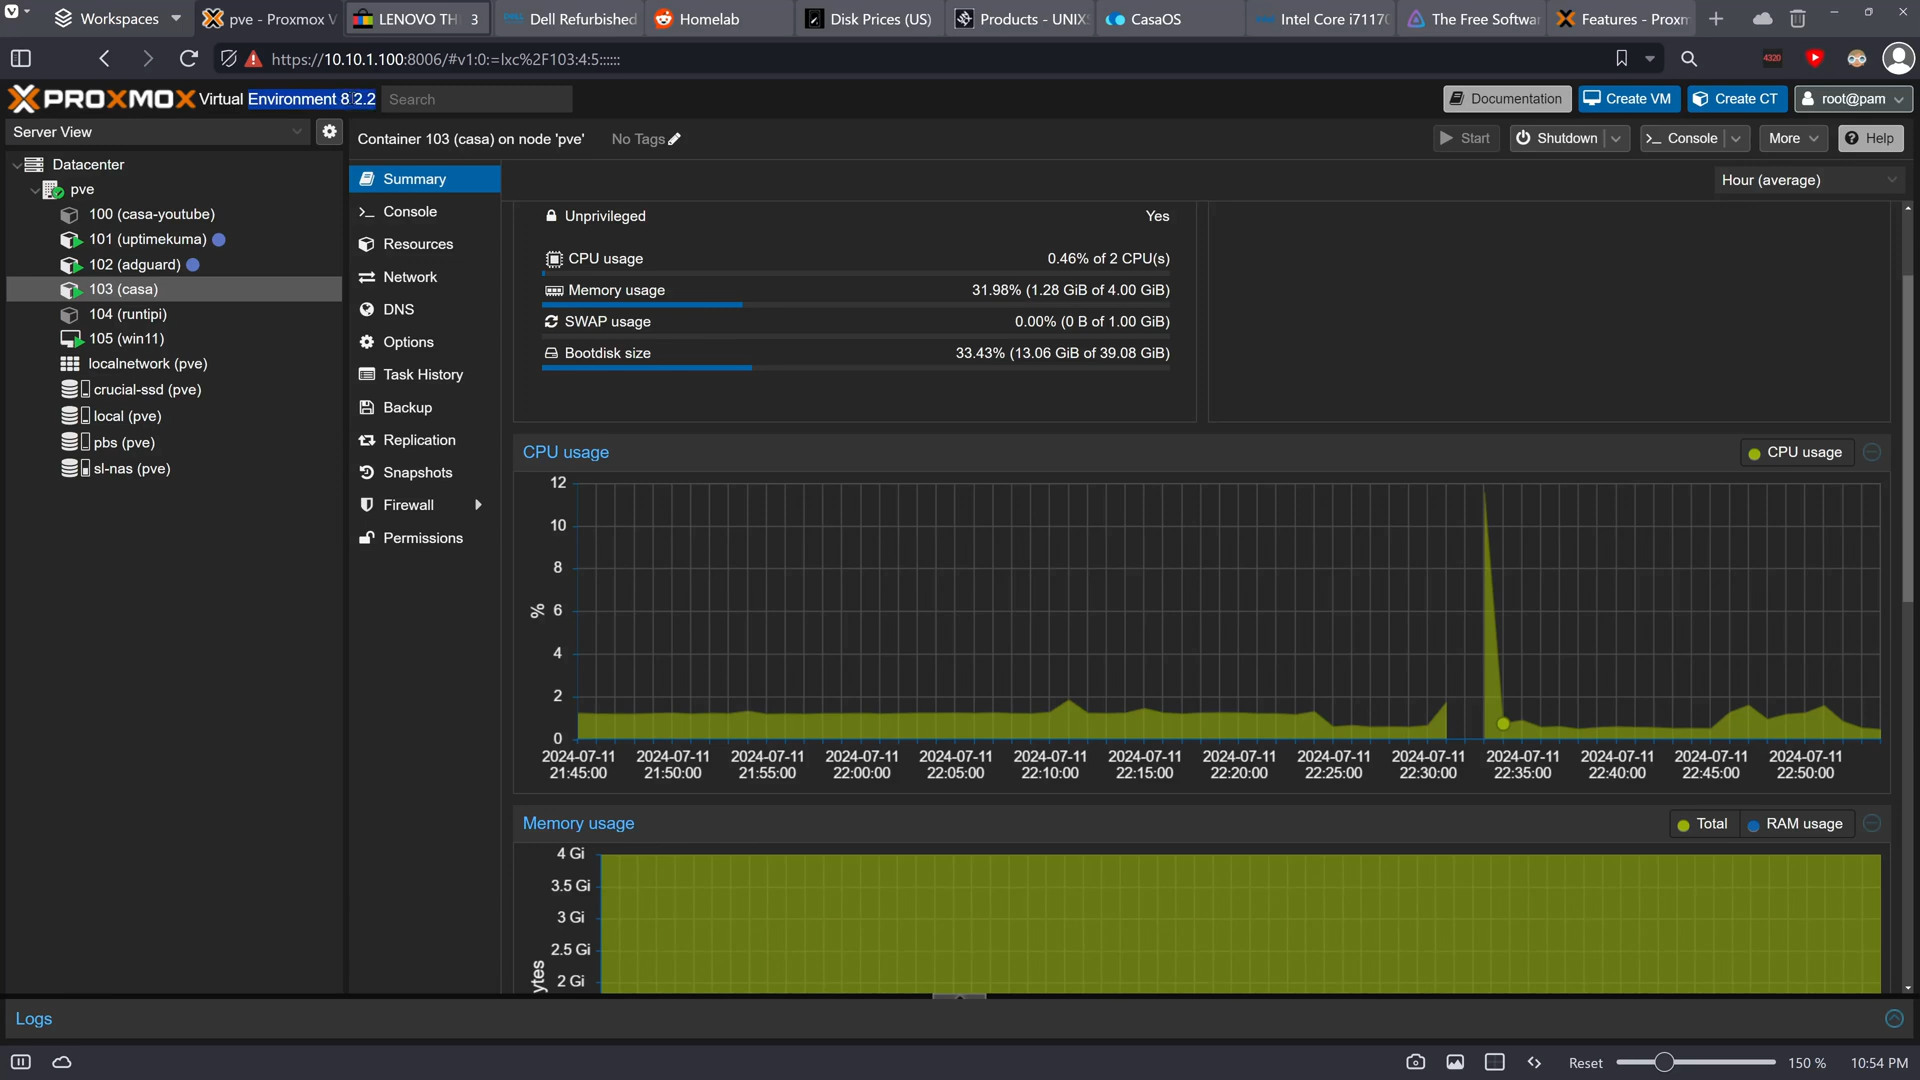 Workspaces
pve - Proxmox V
LENOVO TH
3
Dell Refurbished
Homelab
Disk Prices (US)
Products - UNIX
CasaOS
Intel Core i71170
The Free Softwar
Features - Proxm
https://10.10.1.100:8006/#v1:0:=lxc%2F103:4:5::::::
4320
PROXMOX Virtual Environment 8.2.2
Search
Documentation
Create VM
Create CT
root@pam
Server View
Container 103 (casa) on node 'pve'
No Tags
Start
Shutdown
Console
More
Help
Datacenter
pve
100 (casa-youtube)
101 (uptimekuma)
102 (adguard)
103 (casa)
104 (runtipi)
105 (win11)
localnetwork (pve)
crucial-ssd (pve)
local (pve)
pbs (pve)
sl-nas (pve)
Summary
Console
Resources
Network
DNS
Options
Task History
Backup
Replication
Snapshots
Firewall
Permissions
Hour (average)
Unprivileged Yes
CPU usage 0.46% of 2 CPU(s)
Memory usage 31.98% (1.28 GiB of 4.00 GiB)
SWAP usage 0.00% (0 B of 1.00 GiB)
Bootdisk size 33.43% (13.06 GiB of 39.08 GiB)
CPU usage
CPU usage
12
10
8
6
4
2
0
%
2024-07-11 21:45:00
2024-07-11 21:50:00
2024-07-11 21:55:00
2024-07-11 22:00:00
2024-07-11 22:05:00
2024-07-11 22:10:00
2024-07-11 22:15:00
2024-07-11 22:20:00
2024-07-11 22:25:00
2024-07-11 22:30:00
2024-07-11 22:35:00
2024-07-11 22:40:00
2024-07-11 22:45:00
2024-07-11 22:50:00
Memory usage
Total
RAM usage
4 Gi
3.5 Gi
3 Gi
2.5 Gi
2 Gi
ytes
Logs
Reset
150 %
10:54 PM